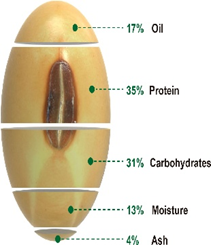 17% Oil
35% Protein
31% Carbohydrates
13% Moisture
4% Ash